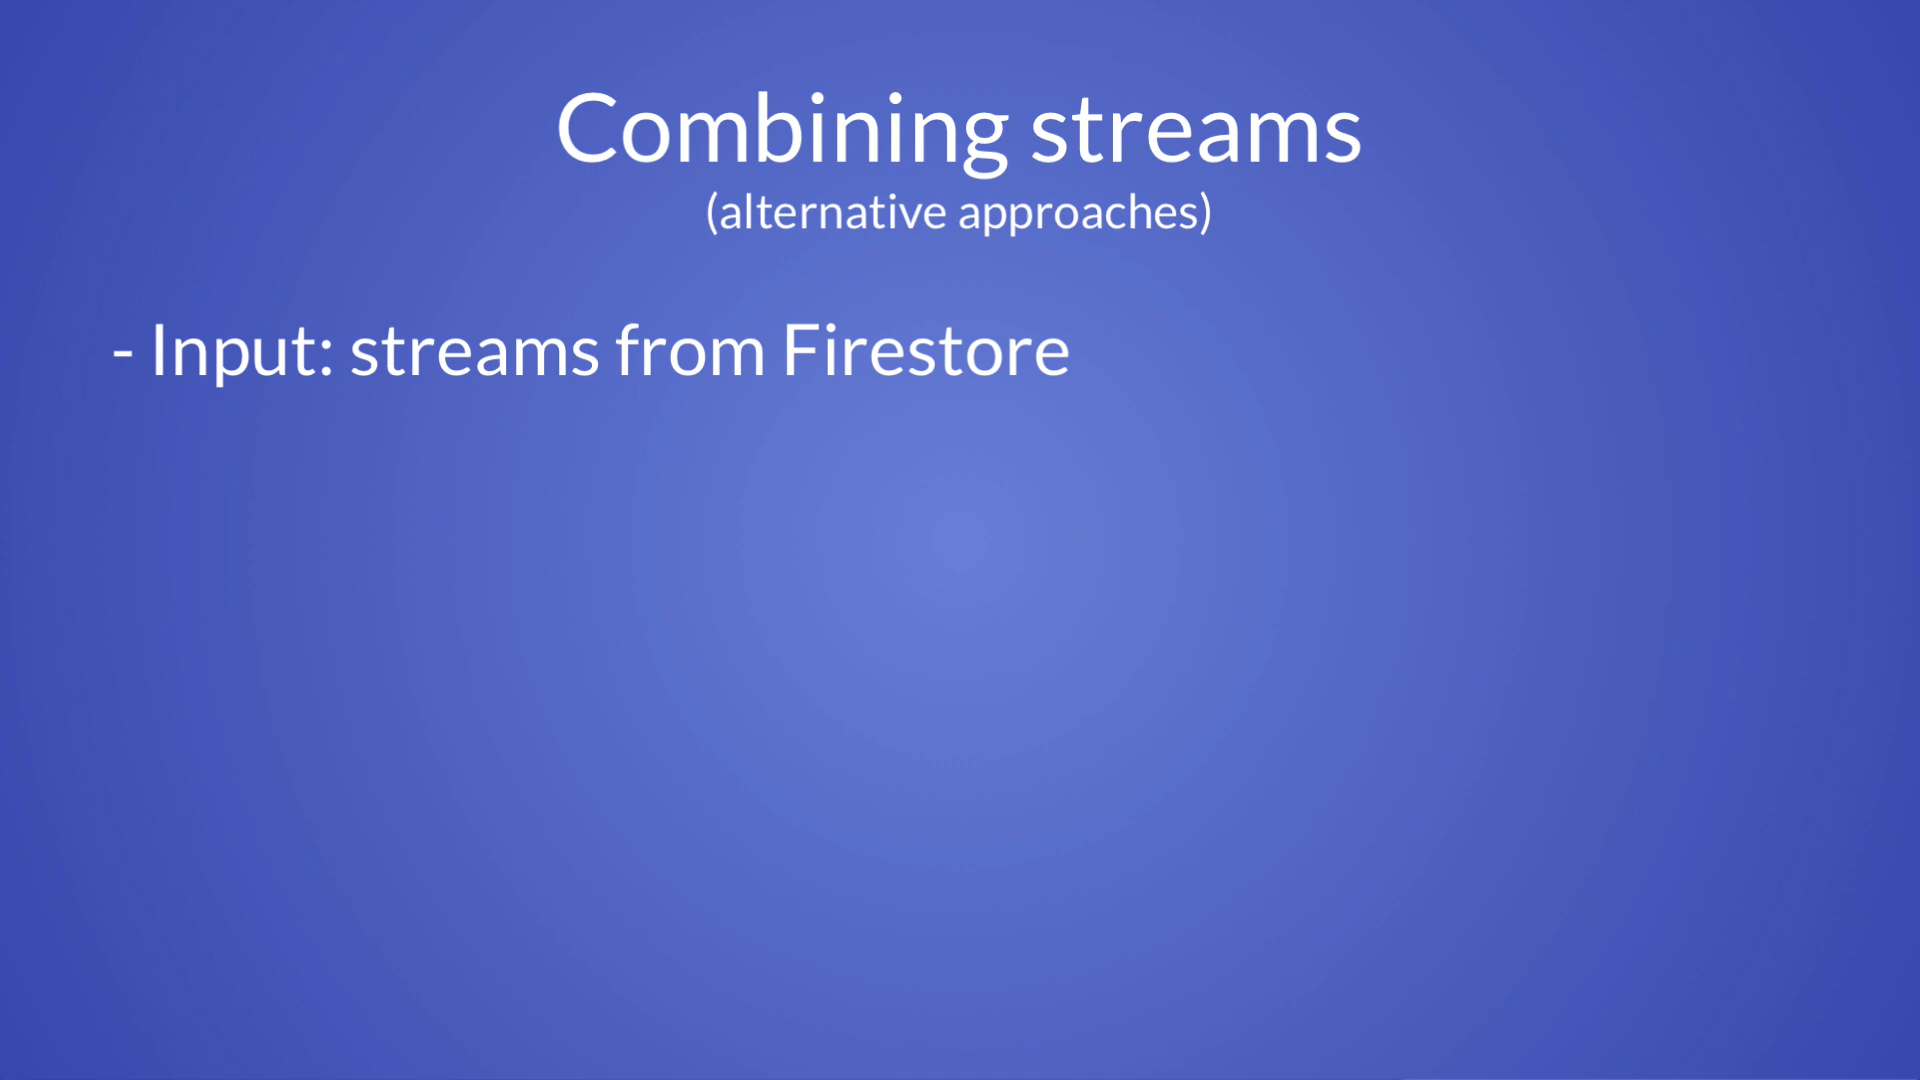 Combining streams
(alternative approaches)
- Input: streams from Firestore